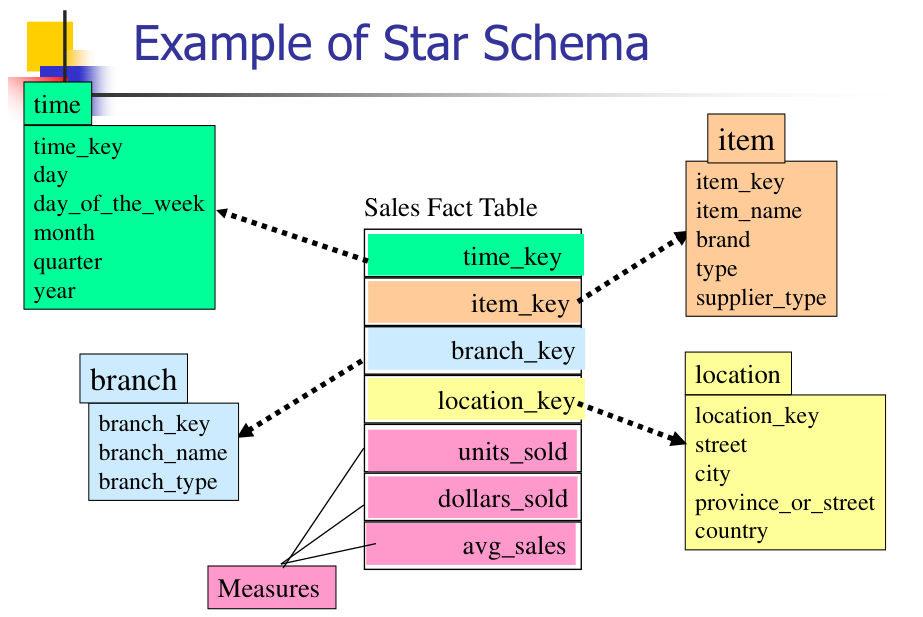 Example of Star Schema
time
time_key
day
day_of_the_week
month
quarter
year
item
item_key
item_name
brand
type
supplier_type
Sales Fact Table
time_key
item_key
branch_key
location_key
units_sold
dollars_sold
avg_sales
branch
branch_key
branch_name
branch_type
location
location_key
street
city
province_or_street
country
Measures